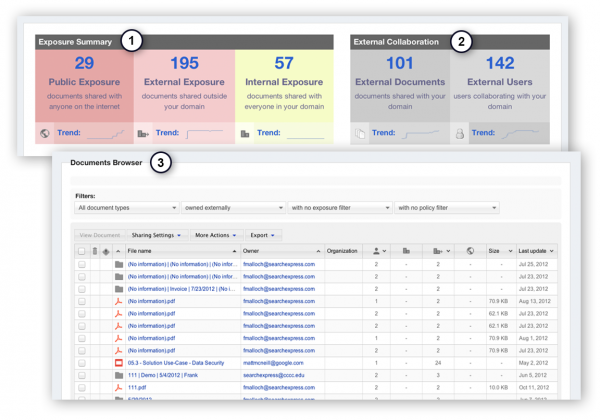 Exposure Summary 1
External Collaboration 2
29
Public Exposure
documents shared with
anyone on the internet
Trend:
195
External Exposure
documents shared outside
your domain
Trend:
57
Internal Exposure
documents shared with
everyone in your domain
Trend:
101
External Documents
documents shared with your
domain
Trend:
142
External Users
users collaborating with your
domain
Trend:
Documents Browser 3
Filters:
All document types owned externally with no exposure filter with no policy filter
View Document Sharing Settings More Actions Export
File name Owner Organization Size Last update
(No information) | (No information) | (No infor... fmalloch@searchexpress.com 2 - 2 - - Jul 25, 2012
(No information) | (No information) | (No infor... fmalloch@searchexpress.com 2 - 2 - - Jul 23, 2012
(No information) | Invoice | 7/23/2012 | (No i... fmalloch@searchexpress.com 2 - 2 - - Jul 23, 2012
(No information).pdf fmalloch@searchexpress.com 1 - 2 - 70.9 KB Aug 13, 2012
(No information).pdf fmalloch@searchexpress.com 2 - 2 - 62.1 KB Jul 23, 2012
(No information).pdf fmalloch@searchexpress.com 2 - 2 - 62.1 KB Jul 23, 2012
(No information).pdf fmalloch@searchexpress.com 2 - 2 - 70.9 KB Aug 1, 2012
(No information).pdf fmalloch@searchexpress.com 1 - 2 - 70.9 KB Jul 23, 2012
05.3 - Solution Use-Case - Data Security mattmcneill@google.com 1 - 24 - - May 2, 2012
111 | Demo | 5/4/2012 | Frank searchexpress@cccc.edu 2 - 3 - - Jun 5, 2012
111.pdf fmalloch@searchexpress.com 2 - 2 - 10.0 KB Oct 11, 2012